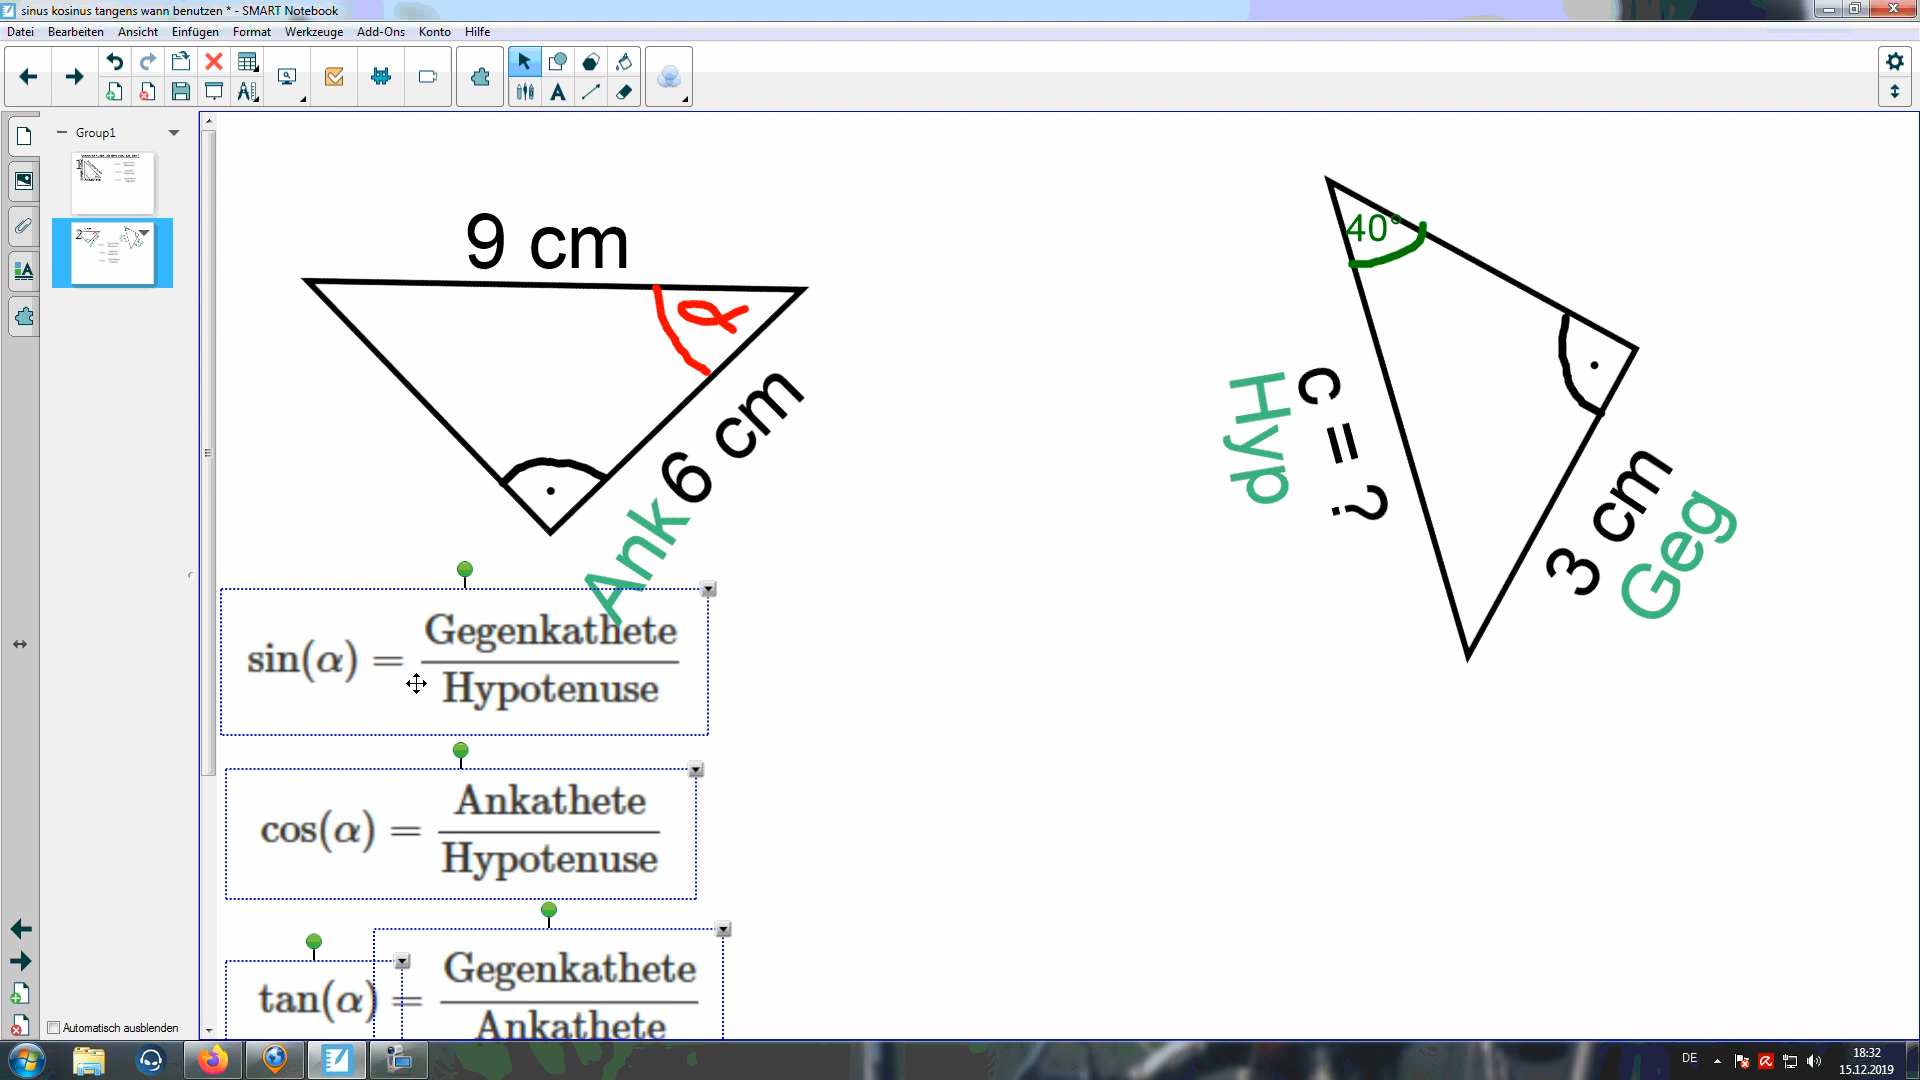 sinus kosinus tangens wann benutzen * - SMART Notebook
Datei Bearbeiten Ansicht Einfügen Format Werkzeuge Add-Ons Konto Hilfe
Group1
9 cm
α
Ank 6 cm
40°
c = ?
Hyp
3 cm
Geg
sin(α) = Gegenkathete
Hypotenuse
cos(α) = Ankathete
Hypotenuse
tan(α) = Gegenkathete
Ankathete
Automatisch ausblenden
DE
18:32
15.12.2019